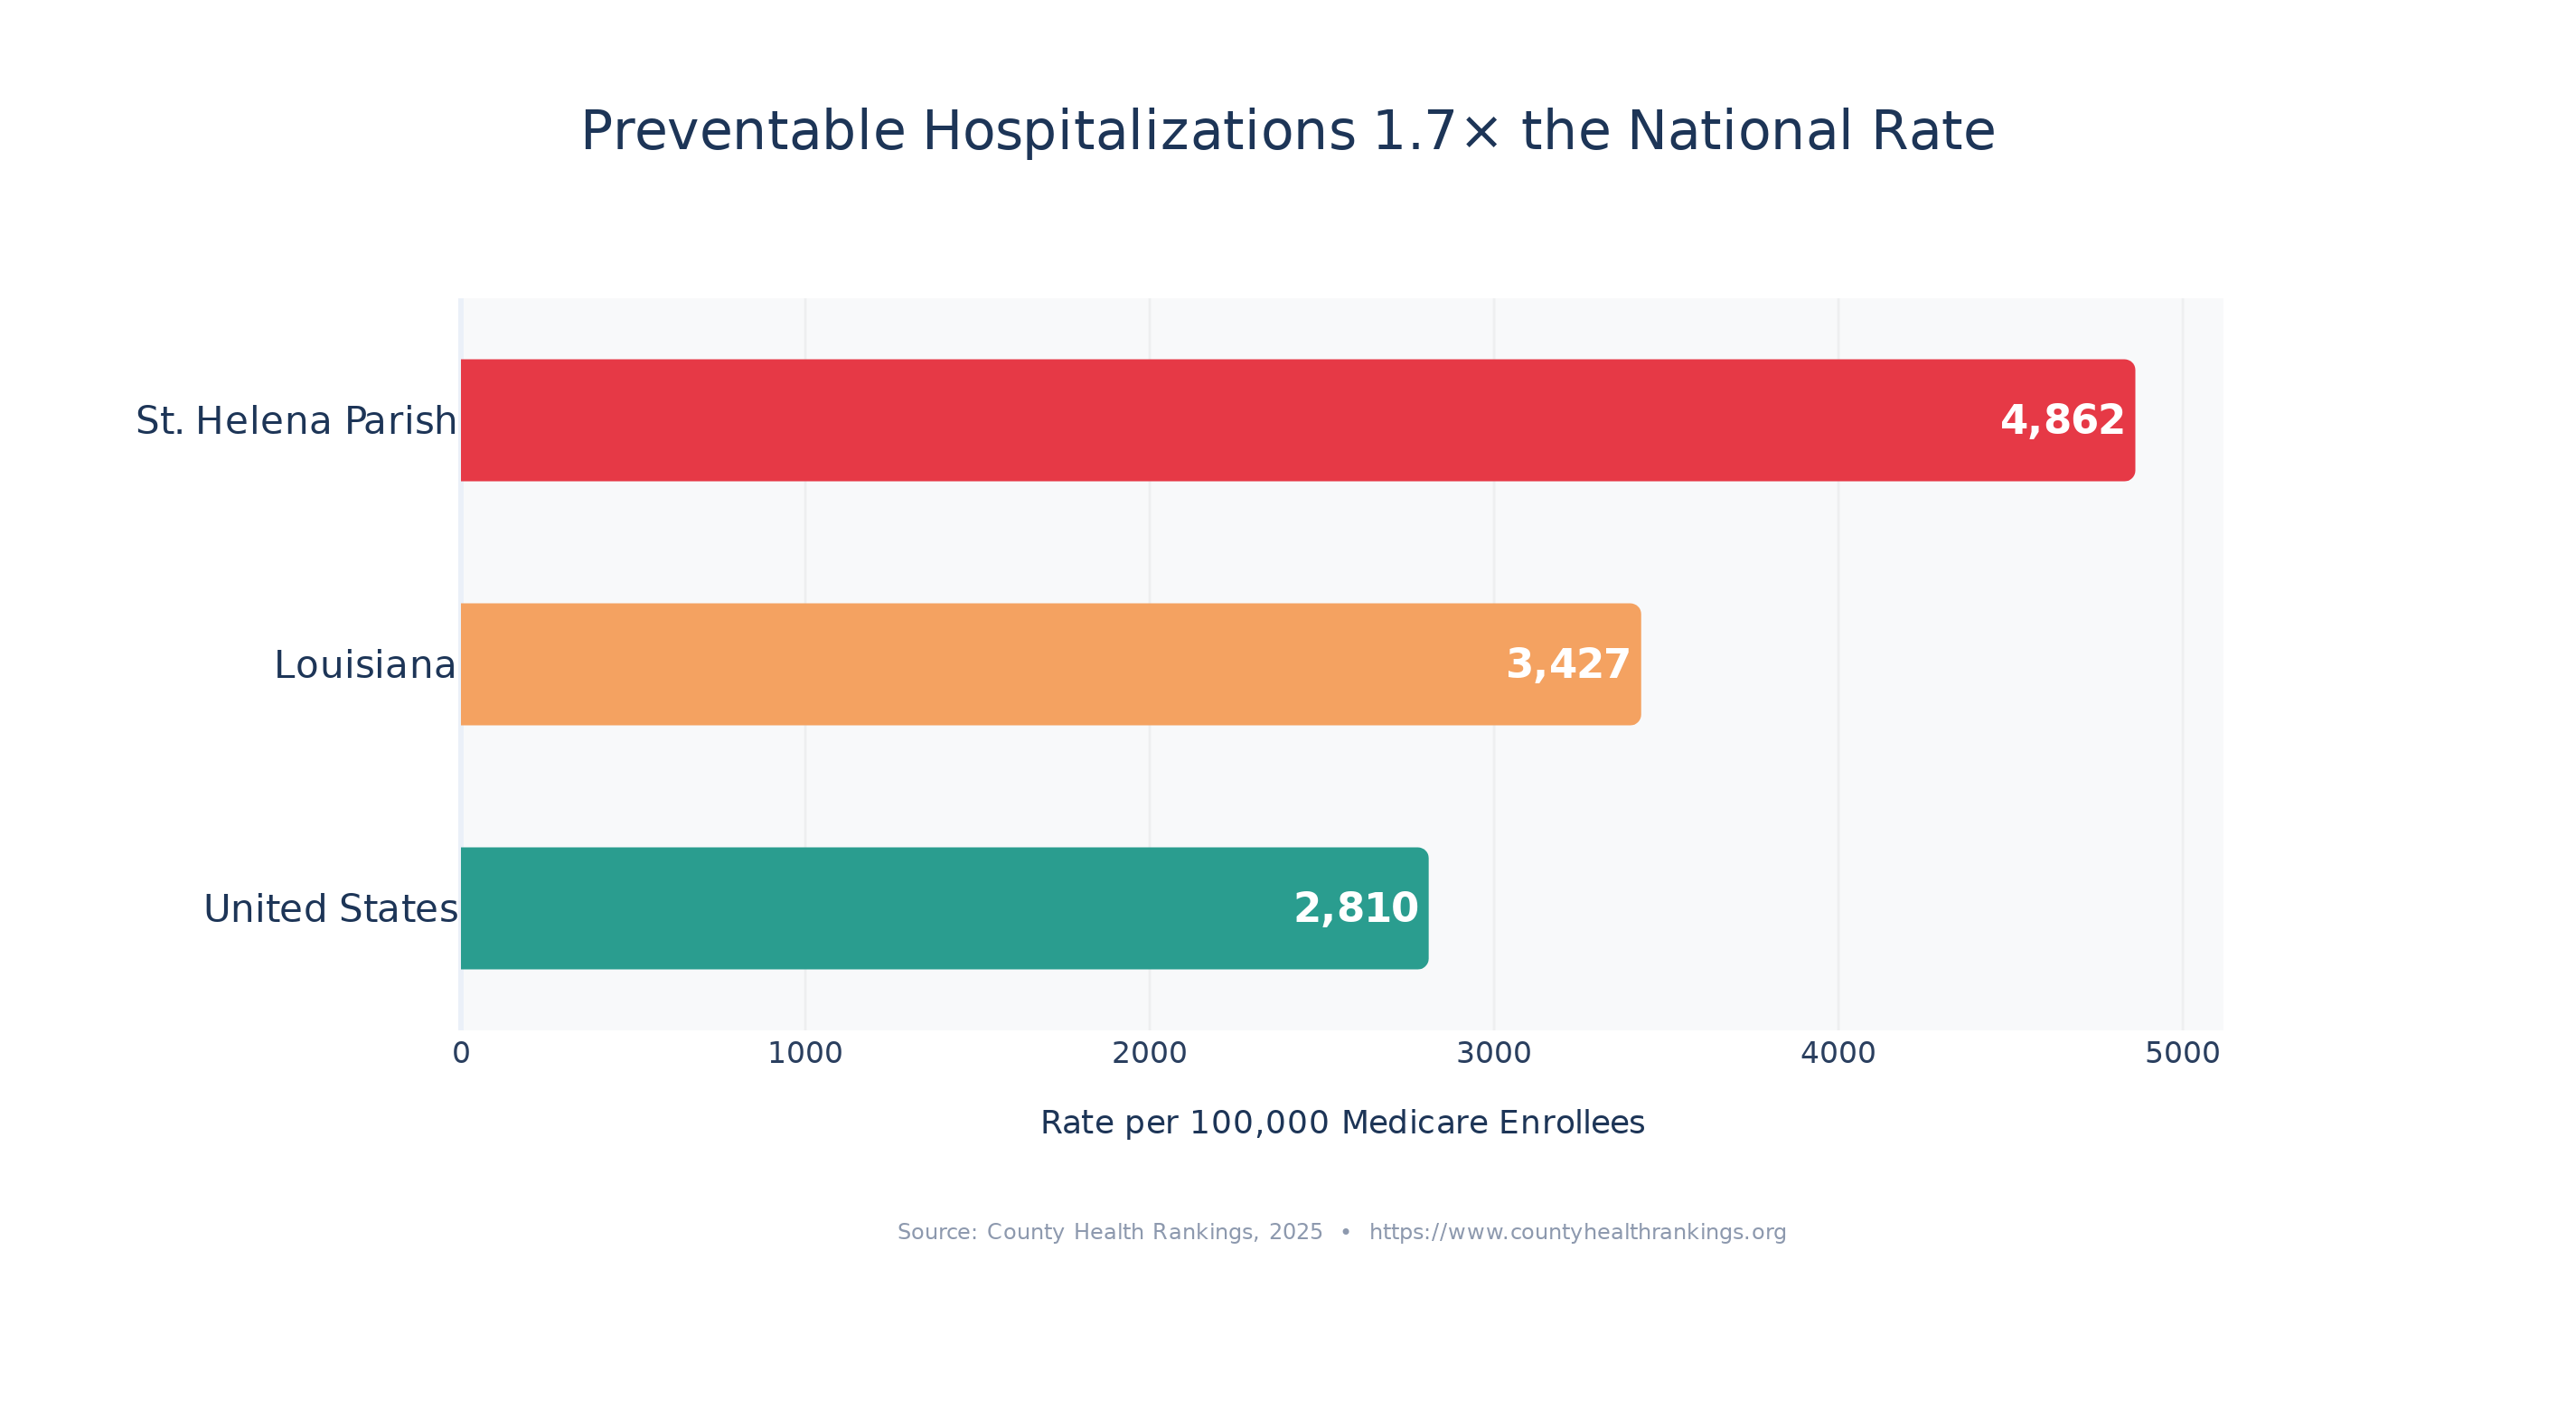 Preventable Hospitalizations 1.7× the National Rate
St. Helena Parish
4,862
Louisiana
3,427
United States
2,810
0 1000 2000 3000 4000 5000
Rate per 100,000 Medicare Enrollees
Source: County Health Rankings, 2025 • https://www.countyhealthrankings.org